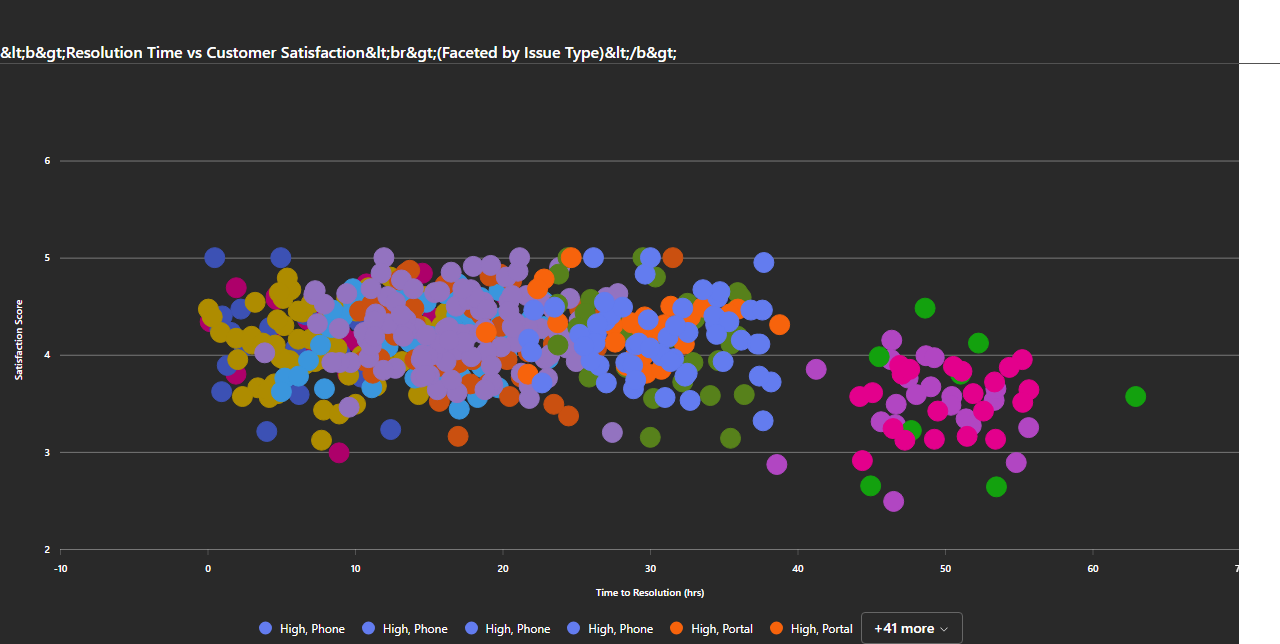 &lt;b&gt;Resolution Time vs Customer Satisfaction&lt;br&gt;(Faceted by Issue Type)&lt;/b&gt;
6
5
4
3
2
Satisfaction Score
-10 0 10 20 30 40 50 60 7
Time to Resolution (hrs)
High, Phone High, Phone High, Phone High, Phone High, Portal High, Portal +41 more